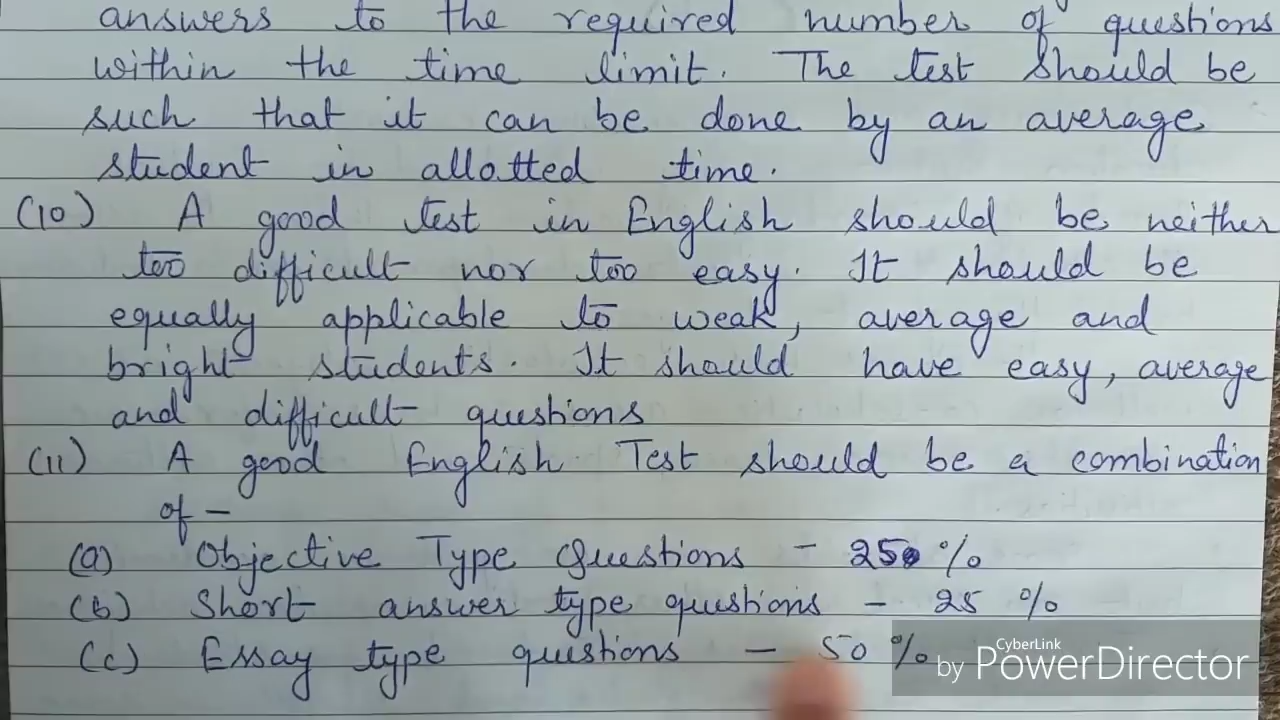 answers to the required number of questions
within the time limit. The test should be
such that it can be done by an average
student in allotted time.
(10) A good test in English should be neither
too difficult nor too easy. It should be
equally applicable to weak, average and
bright students. It should have easy, average
and difficult questions
(11) A good English Test should be a combination
of -
(a) Objective Type Questions - 25 %
(b) Short answer type questions - 25 %
(c) Essay type questions - 50 %
CyberLink
by PowerDirector